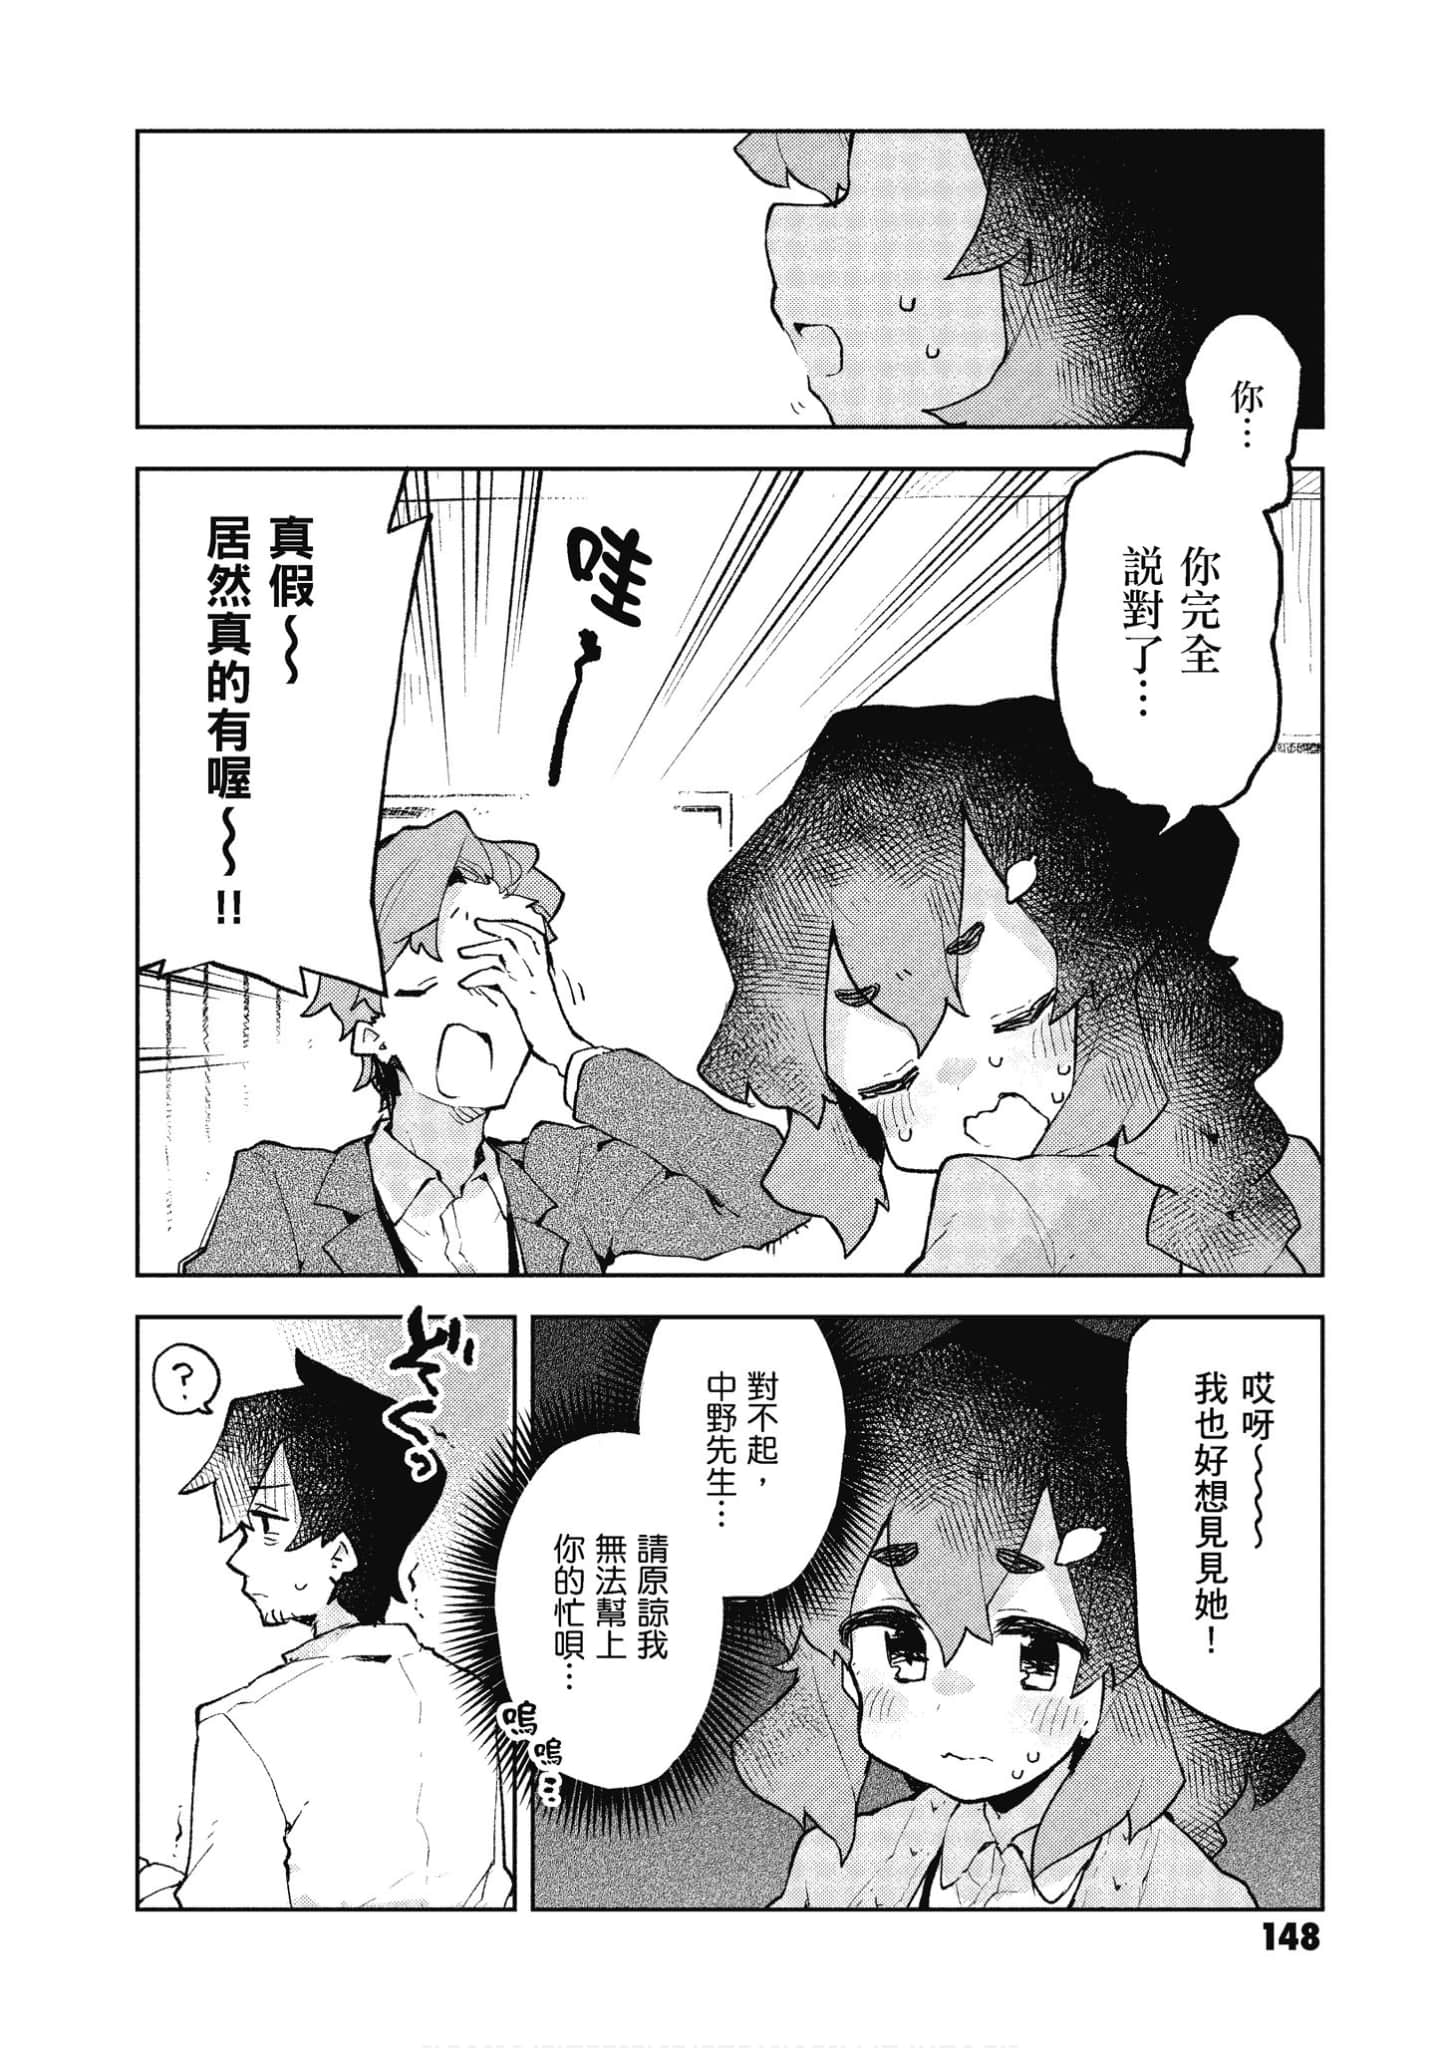 你…
你完全
說對了…
哇
真假～
居然真的有喔～!!
哎呀～～
我也好想見見她！
對不起，
中野先生…
請原諒我
無法幫上
你的忙唄…
嗚
嗚…
ぞくっ
？
148